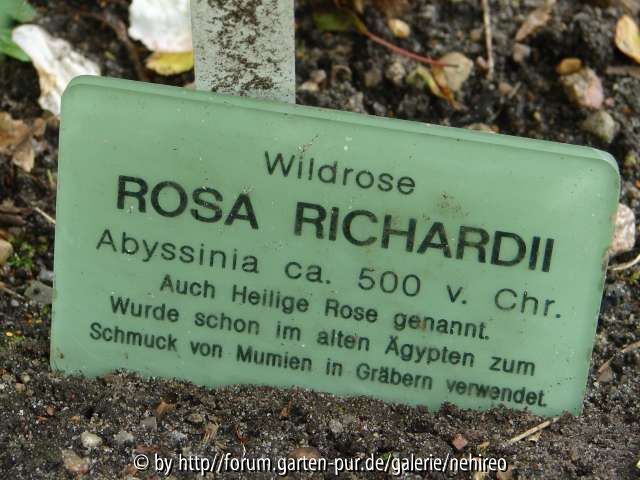 Wildrose
ROSA RICHARDII
Abyssinia ca. 500 v. Chr.
Auch Heilige Rose genannt.
Wurde schon im alten Ägypten zum
Schmuck von Mumien in Gräbern verwendet.
© by http//forum.garten-pur.de/galerie/nehireo